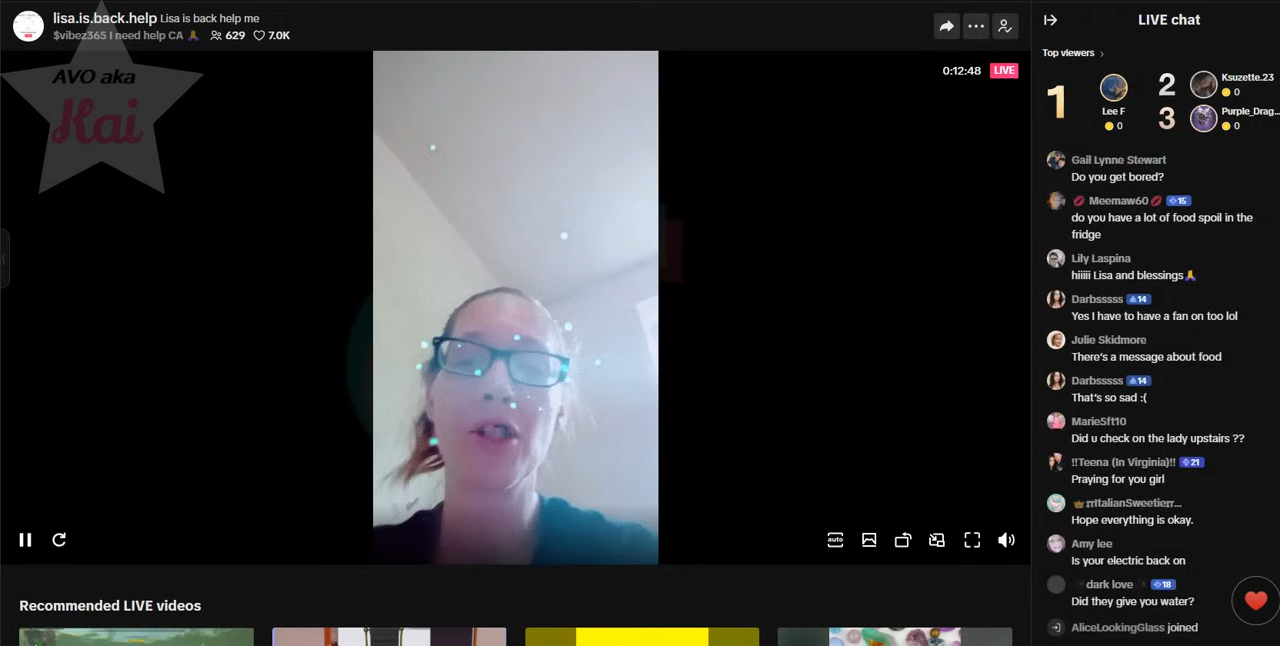 lisa.is.back.help Lisa is back help me
$vibez365 I need help CA 🙏 629 7.0K
AVO aka
Kai
0:12:48 LIVE
auto
Recommended LIVE videos
LIVE chat
Top viewers
1
Lee F
0
2
Ksuzette.23
0
3
Purple_Drag...
0
Gail Lynne Stewart
Do you get bored?
💋 Meemaw60💋 15
do you have a lot of food spoil in the
fridge
Lily Laspina
hiiiii Lisa and blessings🙏
Darbsssss 14
Yes I have to have a fan on too lol
Julie Skidmore
There's a message about food
Darbsssss 14
That's so sad :(
Marie5ft10
Did u check on the lady upstairs ??
!!Teena (In Virginia)!! 21
Praying for you girl
👑rrItalianSweetierr...
Hope everything is okay.
Amy lee
Is your electric back on
dark love 18
Did they give you water?
AliceLookingGlass joined